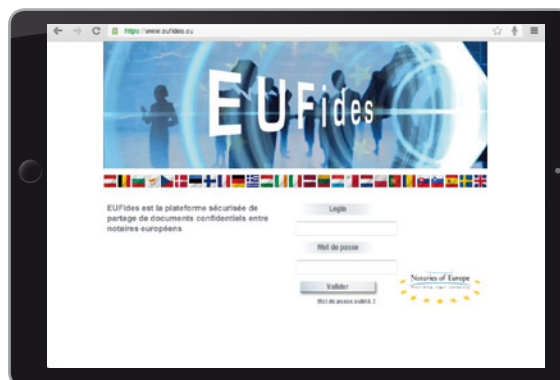 https://www.eufides.eu
EUFides
EUFides est la plateforme sécurisée de
partage de documents confidentiels entre
notaires européens
Login
Mot de passe
Valider
Mot de passe oublié ?
Notaries of Europe